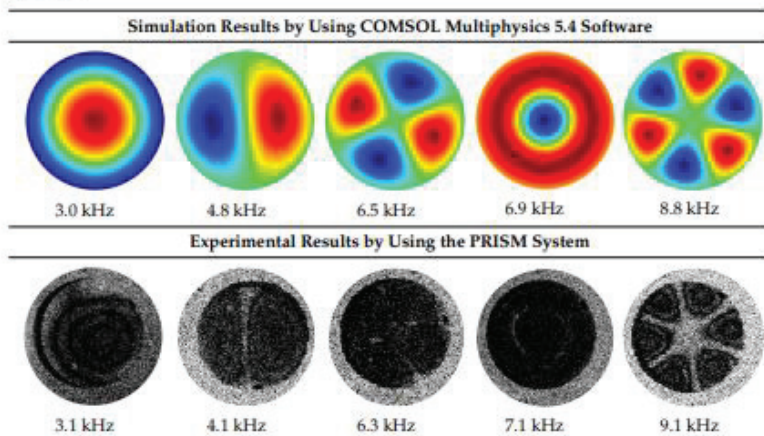 Simulation Results by Using COMSOL Multiphysics 5.4 Software
3.0 kHz 4.8 kHz 6.5 kHz 6.9 kHz 8.8 kHz
Experimental Results by Using the PRISM System
3.1 kHz 4.1 kHz 6.3 kHz 7.1 kHz 9.1 kHz